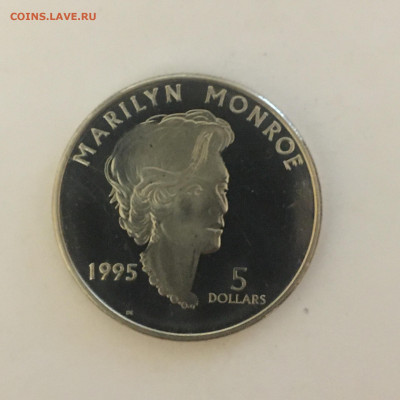 COINS.LAVE.RU
MARILYN MONROE
1995
5
DOLLARS